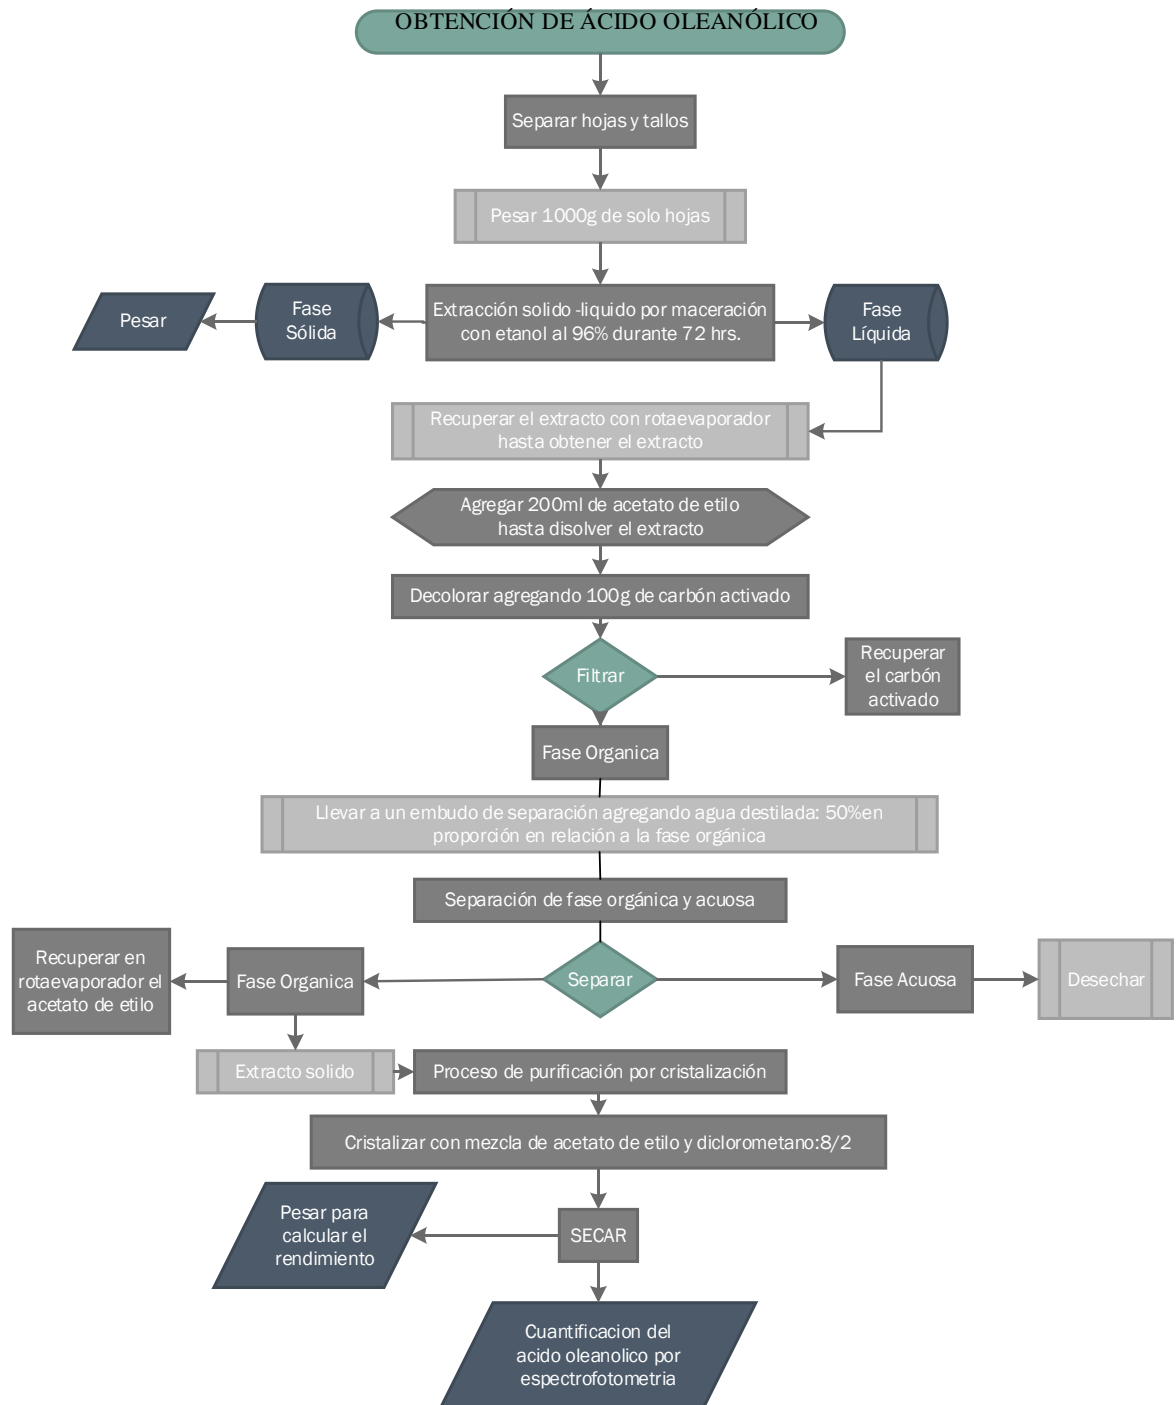 OBTENCIÓN DE ÁCIDO OLEANÓLICO
Separar hojas y tallos
Pesar 1000g de solo hojas
Pesar
Fase
Sólida
Extracción solido -liquido por maceración
con etanol al 96% durante 72 hrs.
Fase
Líquida
Recuperar el extracto con rotaevaporador
hasta obtener el extracto
Agregar 200ml de acetato de etilo
hasta disolver el extracto
Decolorar agregando 100g de carbón activado
Filtrar
Recuperar
el carbón
activado
Fase Organica
Llevar a un embudo de separación agregando agua destilada: 50%en
proporción en relación a la fase orgánica
Separación de fase orgánica y acuosa
Recuperar en
rotaevaporador el
acetato de etilo
Fase Organica
Separar
Fase Acuosa
Desechar
Extracto solido
Proceso de purificación por cristalización
Cristalizar con mezcla de acetato de etilo y diclorometano:8/2
Pesar para
calcular el
rendimiento
SECAR
Cuantificacion del
acido oleanolico por
espectrofotometria